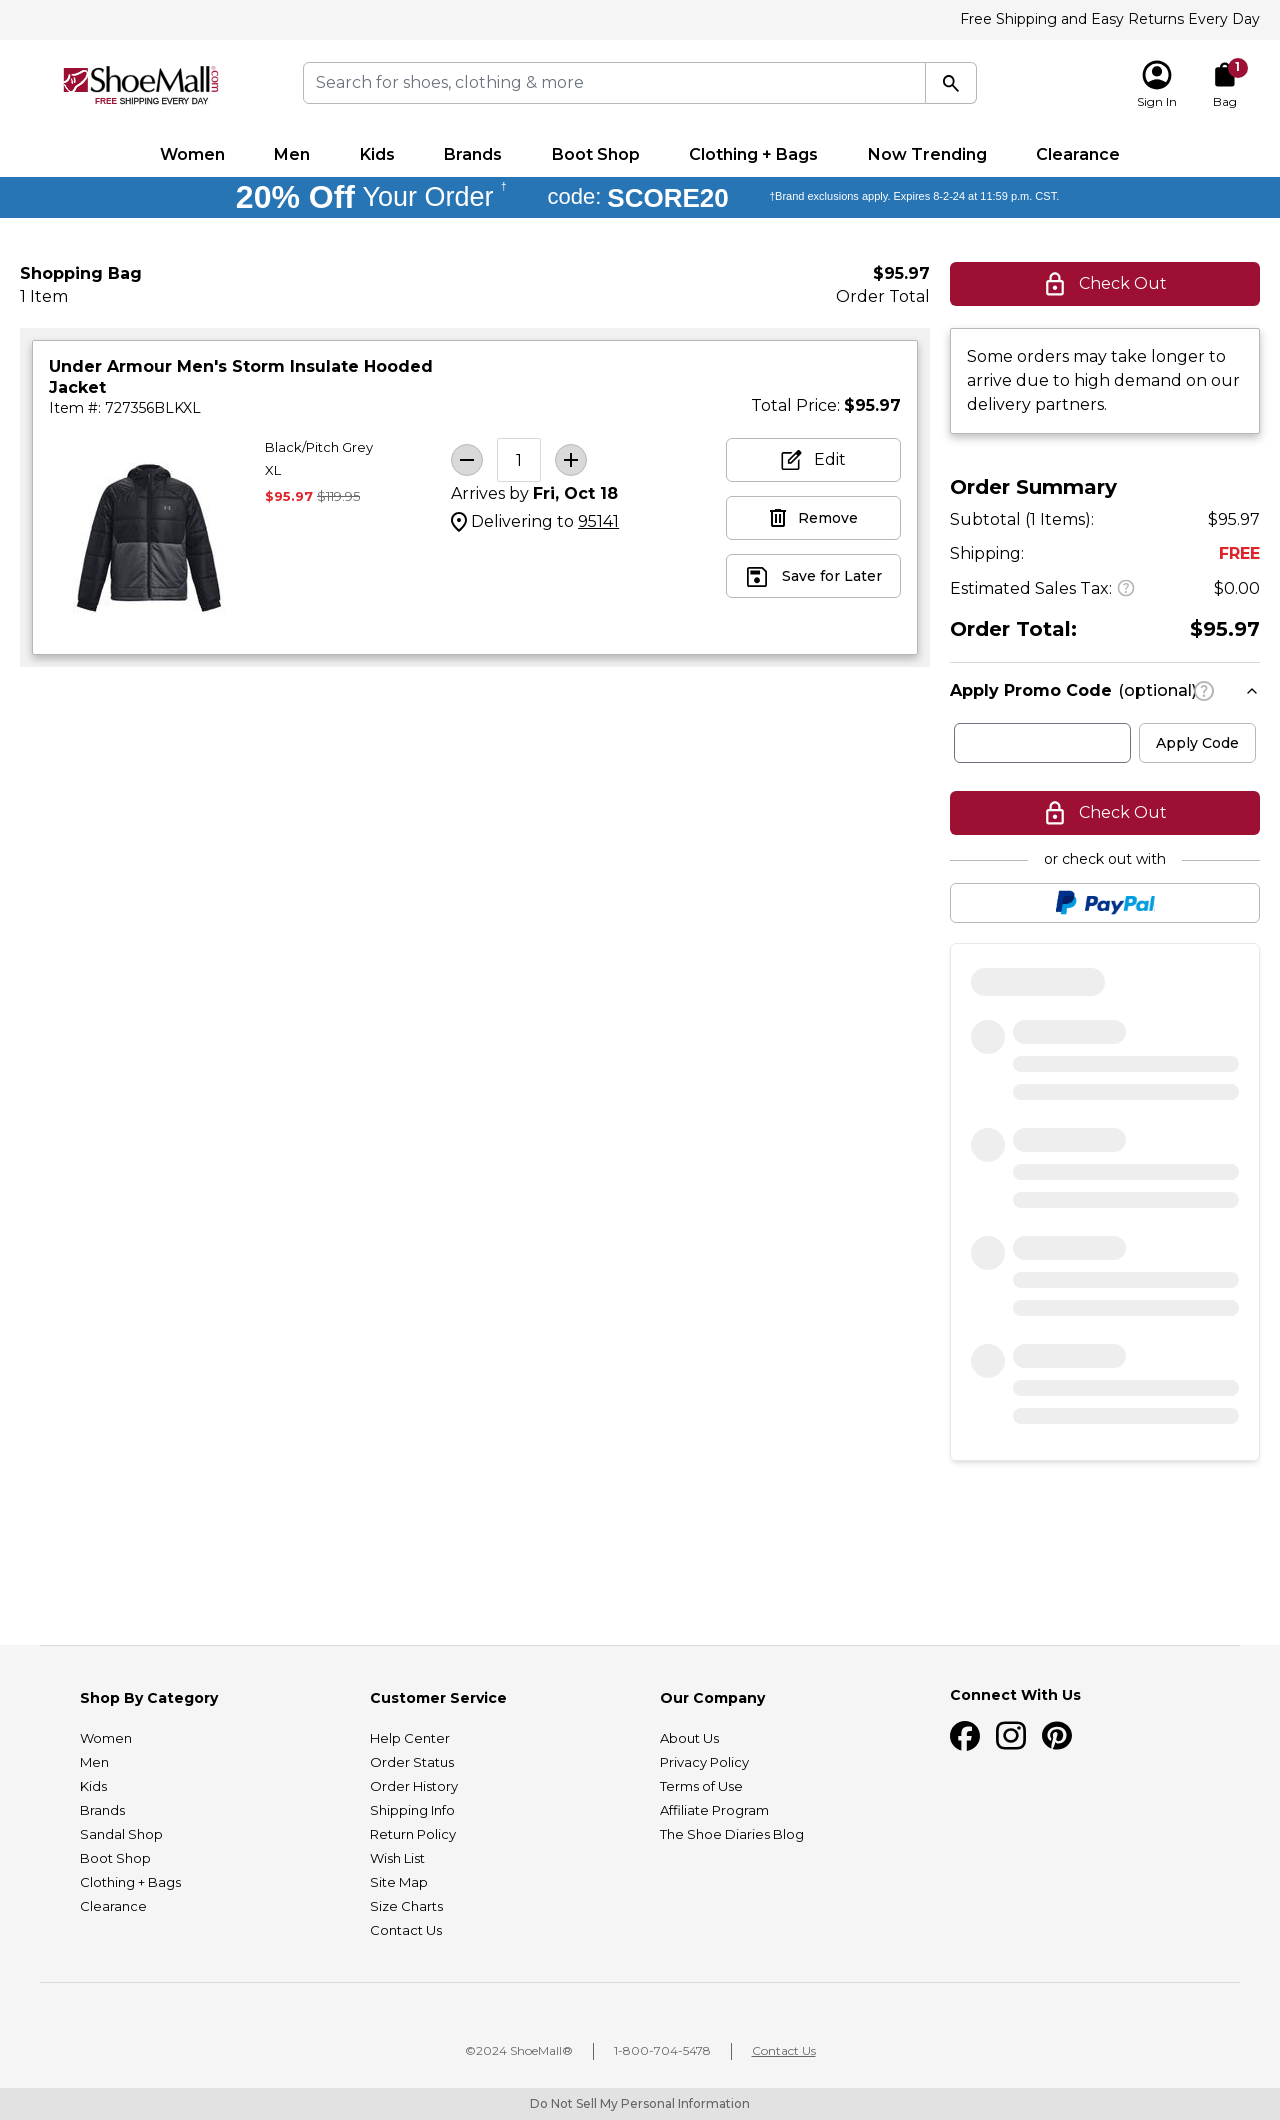 Free Shipping and Easy Returns Every Day
ShoeMall®.com
FREE SHIPPING EVERY DAY
Search for shoes, clothing & more
Sign In
1
Bag
Women Men Kids Brands Boot Shop Clothing + Bags Now Trending Clearance
20% Off Your Order † code: SCORE20 †Brand exclusions apply. Expires 8-2-24 at 11:59 p.m. CST.
Shopping Bag
1 Item
$95.97
Order Total
Check Out
Under Armour Men's Storm Insulate Hooded
Jacket
Item #: 727356BLKXL
Total Price: $95.97
Black/Pitch Grey
XL
$95.97 $119.95
1
Arrives by Fri, Oct 18
Delivering to 95141
Edit
Remove
Save for Later
Some orders may take longer to
arrive due to high demand on our
delivery partners.
Order Summary
Subtotal (1 Items): $95.97
Shipping: FREE
Estimated Sales Tax: ? $0.00
Order Total: $95.97
Apply Promo Code (optional) ?
Apply Code
Check Out
or check out with
PayPal
Shop By Category
Women
Men
Kids
Brands
Sandal Shop
Boot Shop
Clothing + Bags
Clearance
Customer Service
Help Center
Order Status
Order History
Shipping Info
Return Policy
Wish List
Site Map
Size Charts
Contact Us
Our Company
About Us
Privacy Policy
Terms of Use
Affiliate Program
The Shoe Diaries Blog
Connect With Us
©2024 ShoeMall® 1-800-704-5478 Contact Us
Do Not Sell My Personal Information